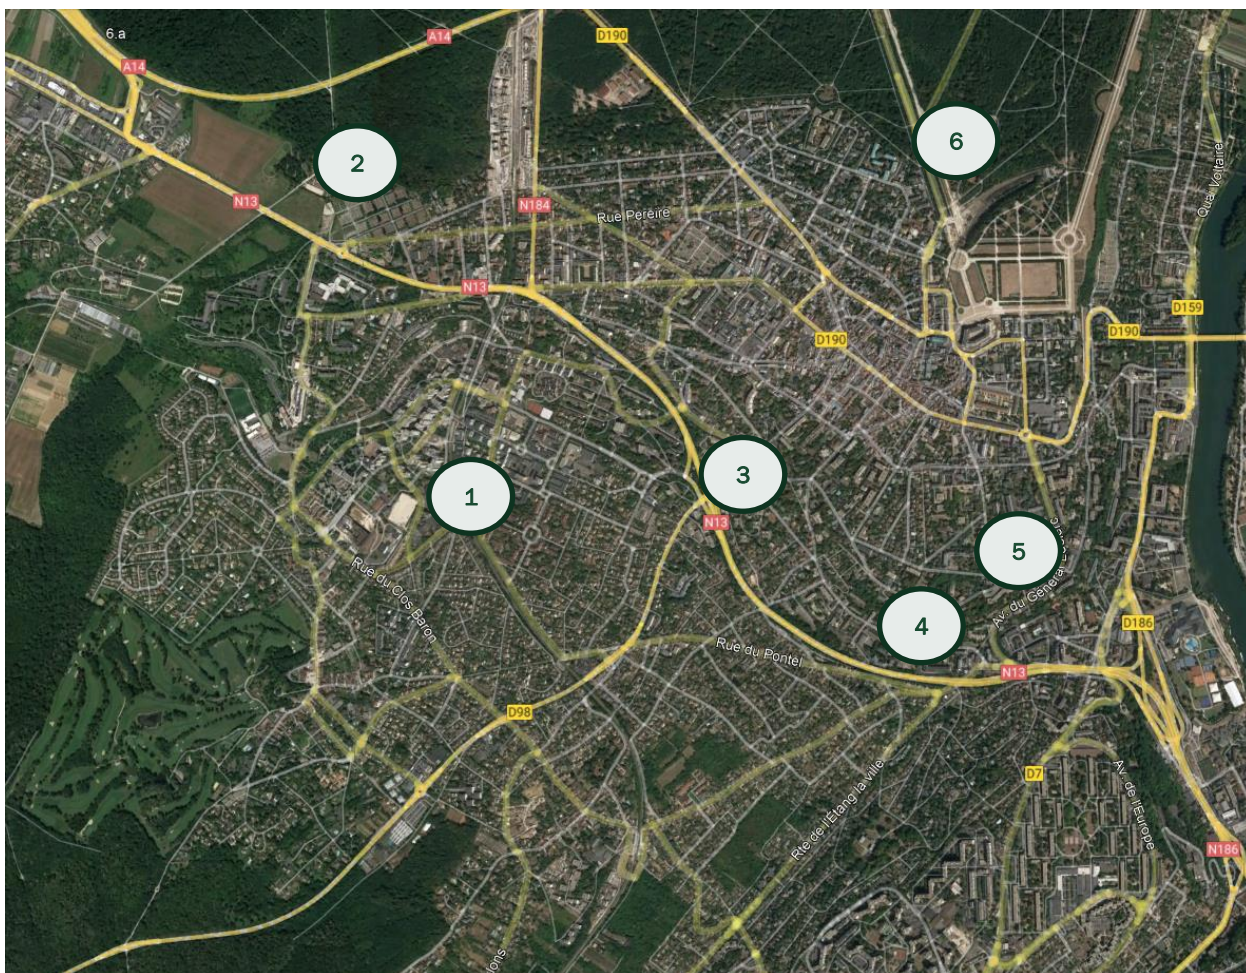 6.a
A14
D190
A14
6
2
Quai Voltaire
N13
N184
Rue Pereire
N13
D159
D190
D190
3
1
N13
5
Av. du Général
Rue du Clos Baron
4
D186
Rue du Pontel
N13
D98
D7
Rte de l'Étang la ville
Av. de l'Europe
N186